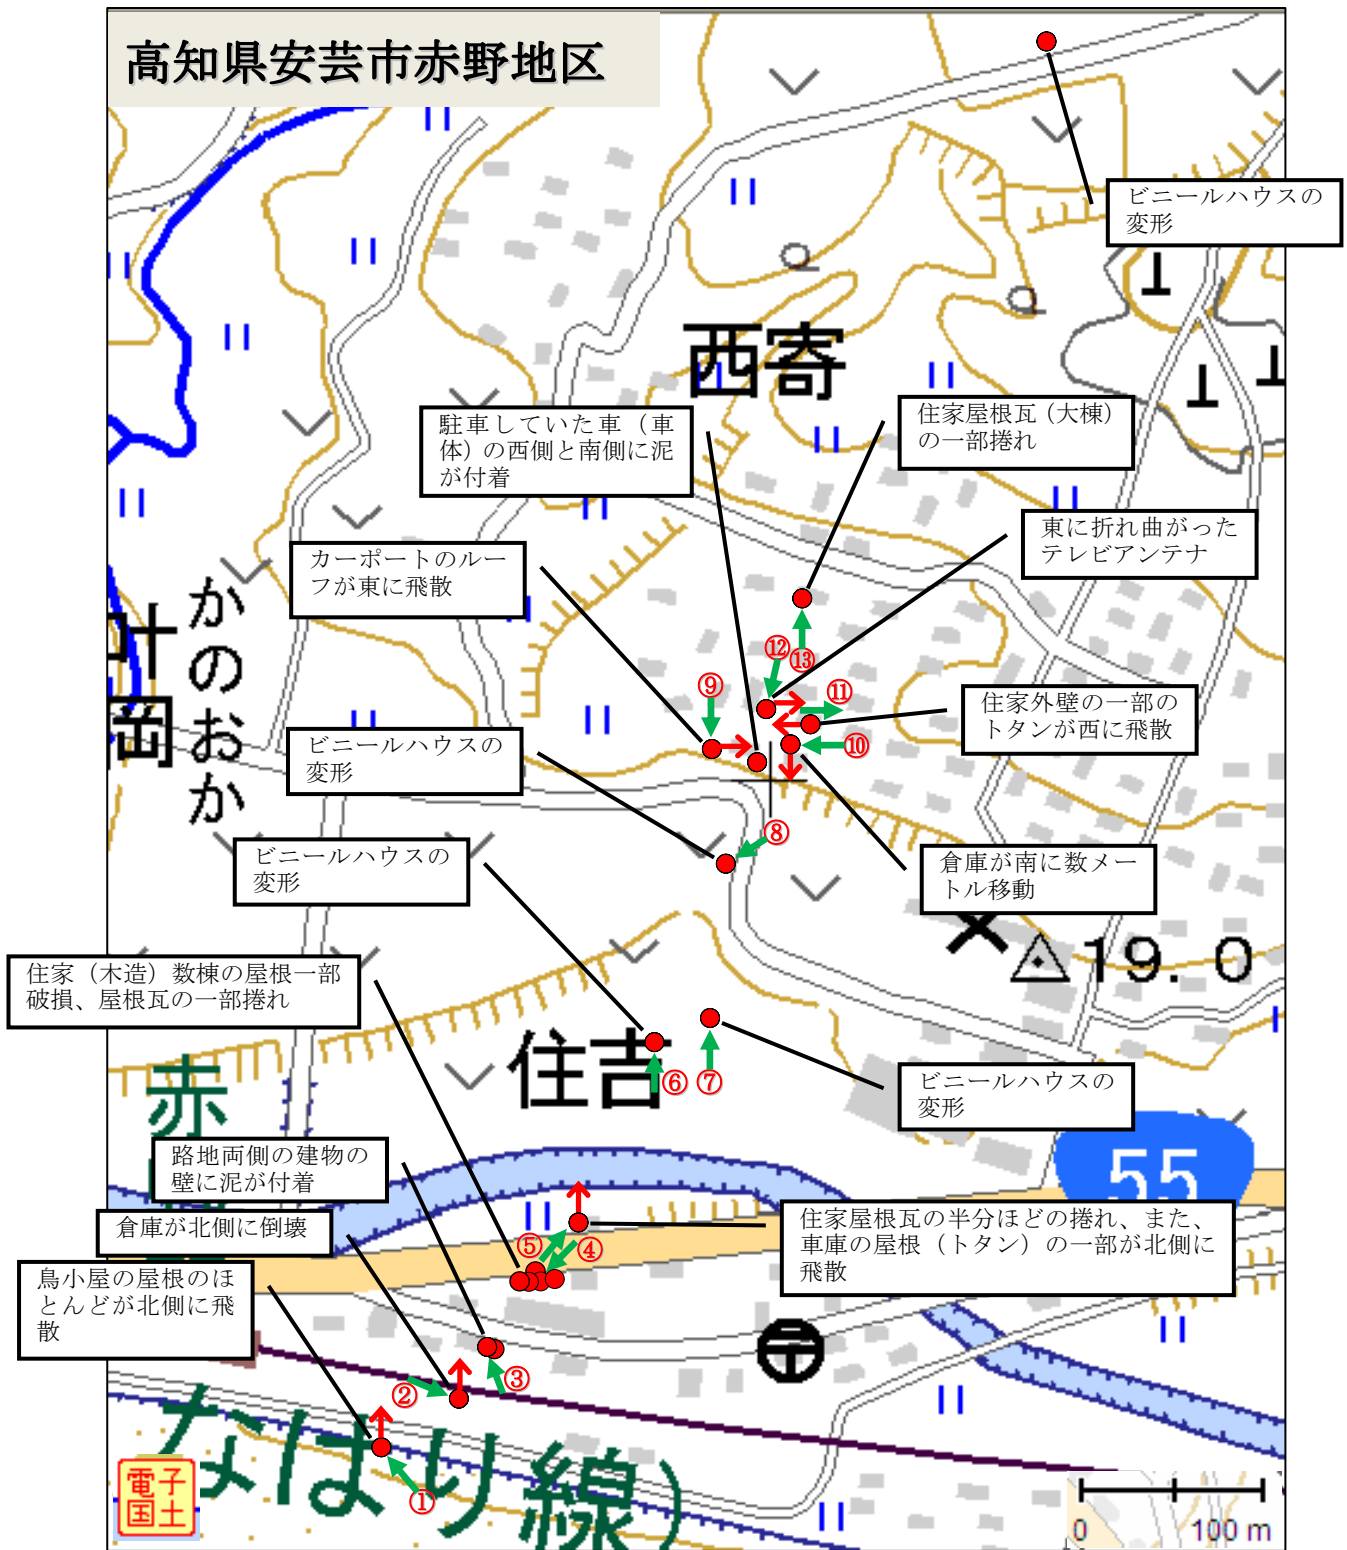 高知県安芸市赤野地区
ビニールハウスの
変形
西寄
駐車していた車（車
体）の西側と南側に泥
が付着
住家屋根瓦（大棟）
の一部捲れ
東に折れ曲がった
テレビアンテナ
カーポートのルー
フが東に飛散
かのおか
叶岡
⑫
⑬
⑨
⑪
住家外壁の一部の
トタンが西に飛散
⑩
ビニールハウスの
変形
⑧
ビニールハウスの
変形
倉庫が南に数メー
トル移動
19.0
住家（木造）数棟の屋根一部
破損、屋根瓦の一部捲れ
住吉
⑥
⑦
ビニールハウスの
変形
赤
55
路地両側の建物の
壁に泥が付着
倉庫が北側に倒壊
住家屋根瓦の半分ほどの捲れ、また、
車庫の屋根（トタン）の一部が北側に
飛散
⑤
④
鳥小屋の屋根のほ
とんどが北側に飛
散
②
③
①
なはり線）
電子
国土
0
100 m